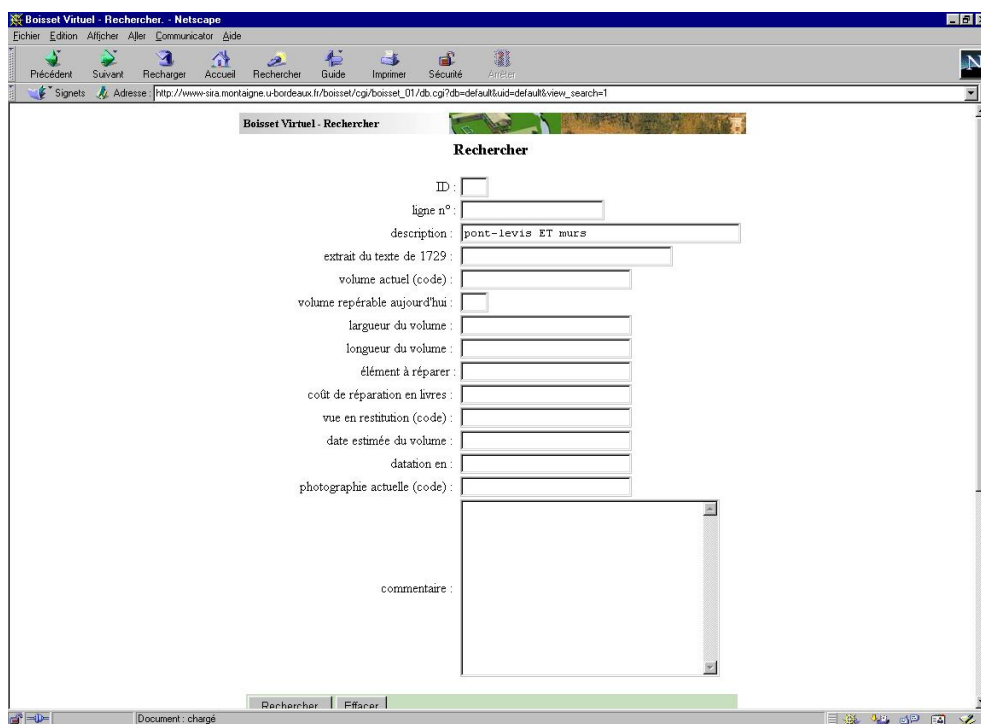 Boisset Virtuel - Rechercher. - Netscape
Fichier Edition Afficher Aller Communicator Aide
Précédent Suivant Recharger Accueil Rechercher Guide Imprimer Sécurité Arrêter
Signets Adresse : http://www-sira.montaigne.u-bordeaux.fr/boisset/cgi/boisset_01/db.cgi?db=default&uid=default&view_search=1
Boisset Virtuel - Rechercher
Rechercher
ID :
ligne n° :
description : pont-levis ET murs
extrait du texte de 1729 :
volume actuel (code) :
volume repérable aujourd'hui :
largueur du volume :
longueur du volume :
élément à réparer :
coût de réparation en livres :
vue en restitution (code) :
date estimée du volume :
datation en :
photographie actuelle (code) :
commentaire :
Rechercher Effacer
Document : chargé